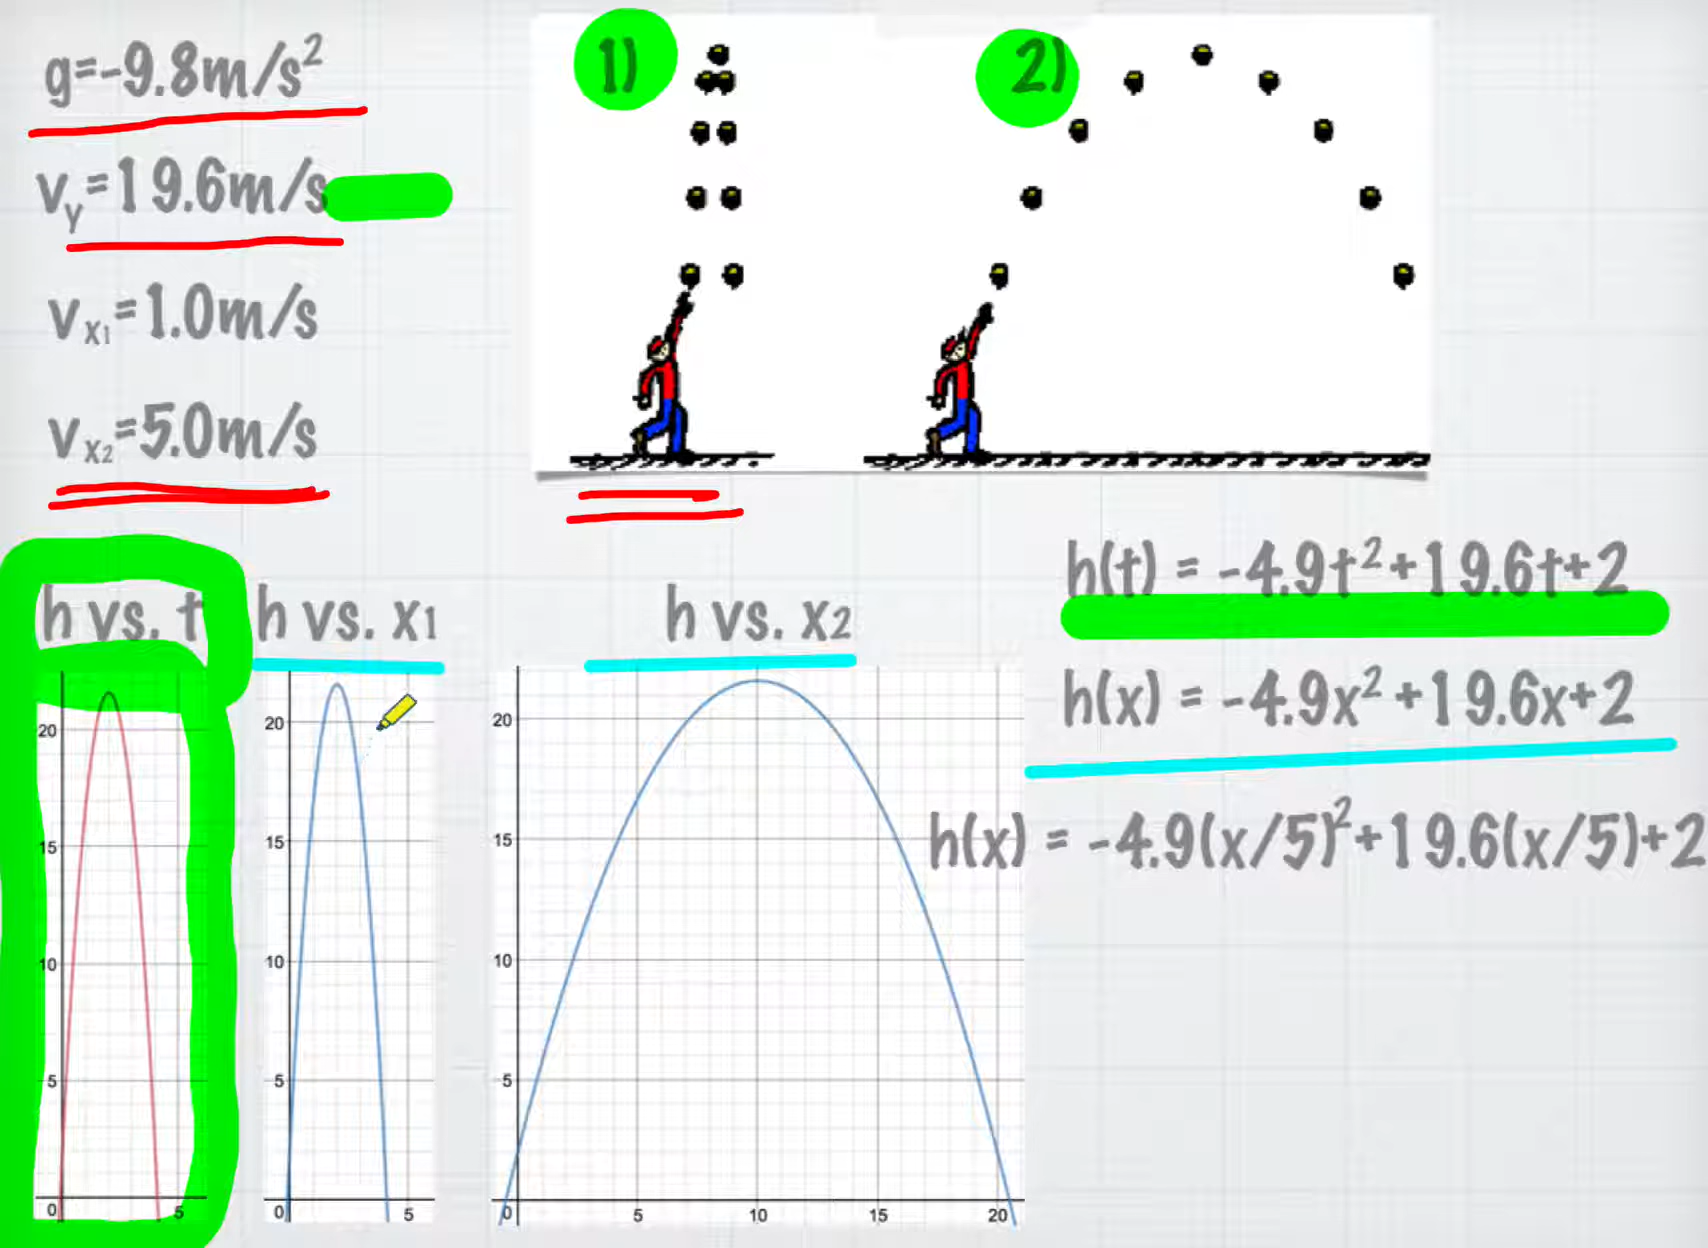 g=-9.8m/s²
vᵧ=19.6m/s
vₓ₁=1.0m/s
vₓ₂=5.0m/s
1)
2)
h(t) = -4.9t²+19.6t+2
h(x) = -4.9x²+19.6x+2
h(x) = -4.9(x/5)²+19.6(x/5)+2
h vs. t
20
15
10
5
0
5
h vs. x₁
20
15
10
5
0
5
h vs. x₂
20
15
10
5
0
5
10
15
20